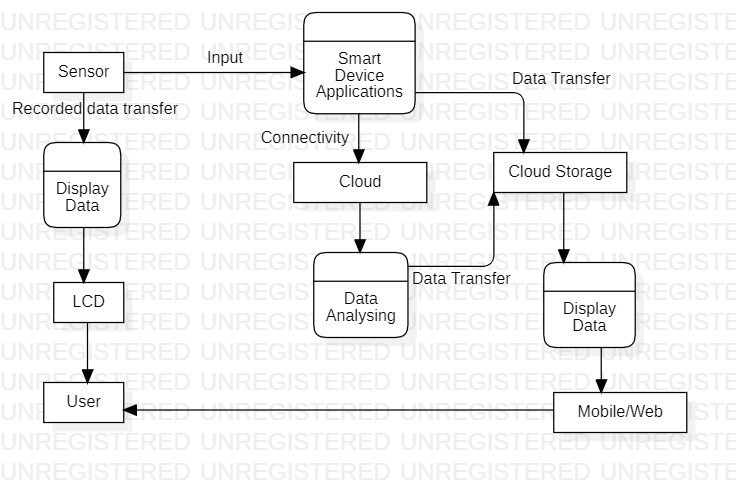 UNREGISTERED UNREGISTERED UNREGISTERED UNREGISTERED
Sensor
Input
Smart
Device
Applications
Data Transfer
Recorded data transfer
Connectivity
Display
Data
Cloud
Cloud Storage
Data Transfer
LCD
Data
Analysing
Display
Data
User
Mobile/Web